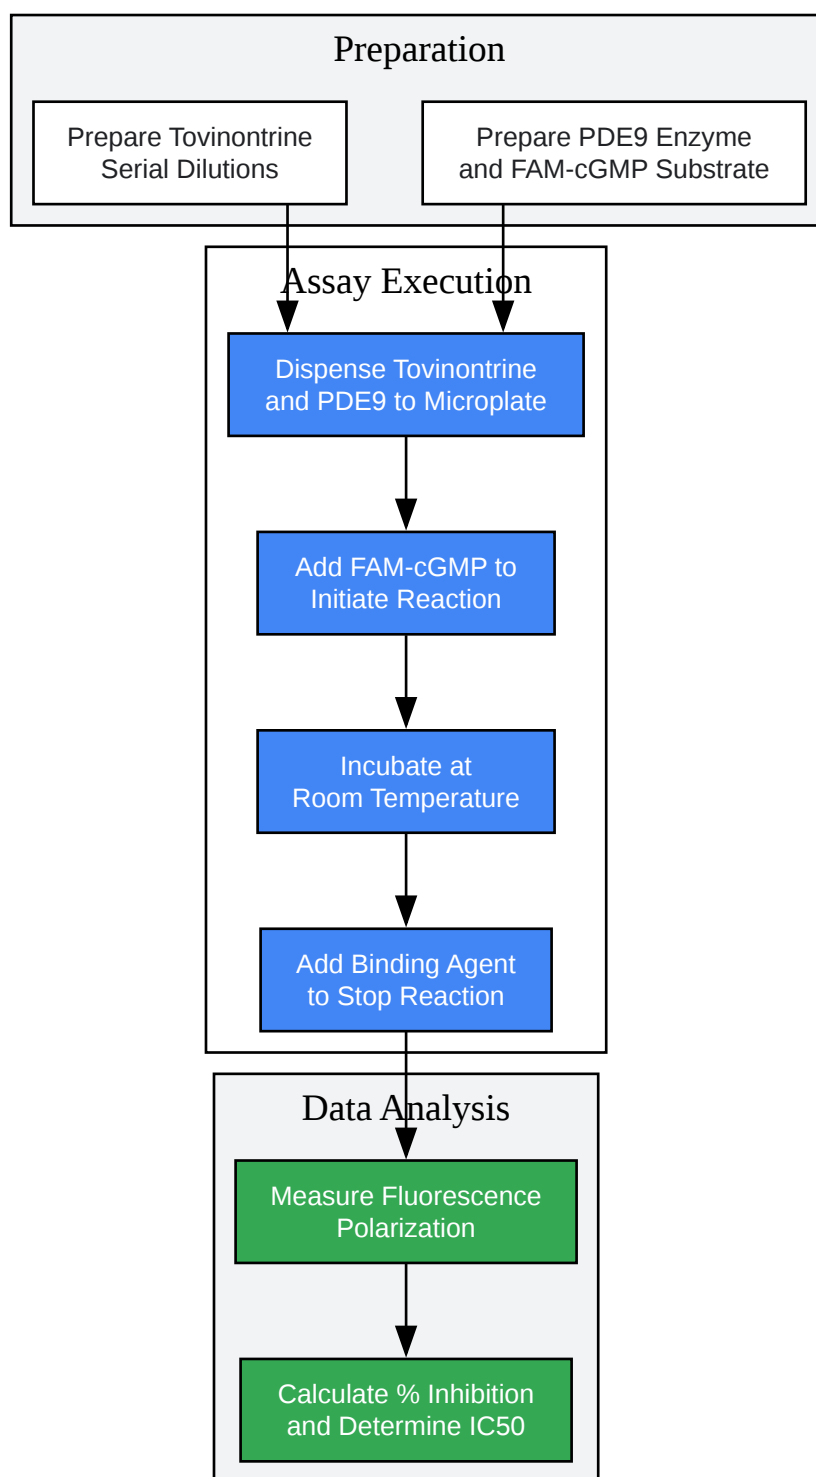 Preparation
Prepare Tovinontrine
Serial Dilutions
Prepare PDE9 Enzyme
and FAM-cGMP Substrate
Assay Execution
Dispense Tovinontrine
and PDE9 to Microplate
Add FAM-cGMP to
Initiate Reaction
Incubate at
Room Temperature
Add Binding Agent
to Stop Reaction
Data Analysis
Measure Fluorescence
Polarization
Calculate % Inhibition
and Determine IC50